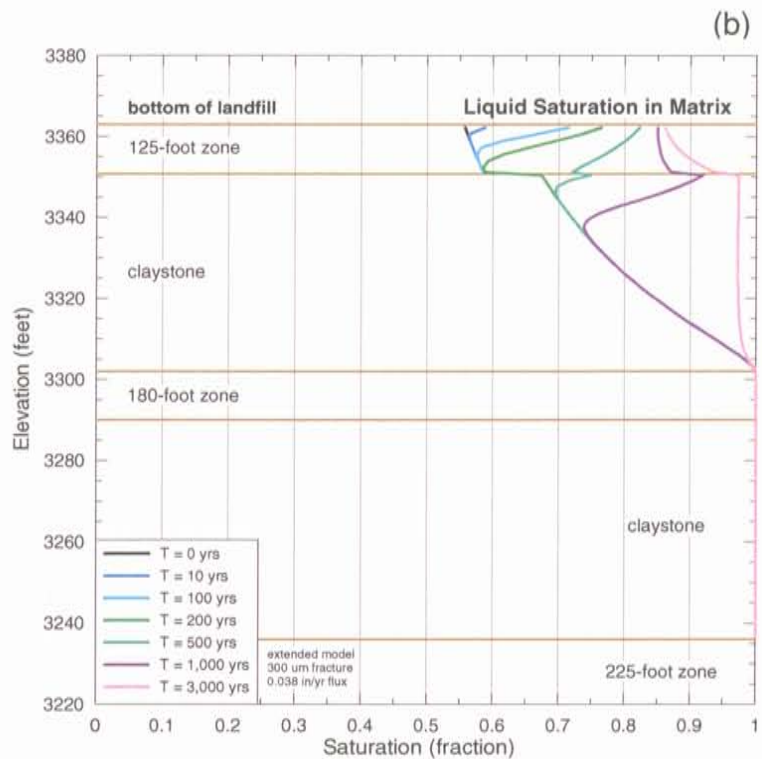 (b)
3380
bottom of landfill
Liquid Saturation in Matrix
3360
125-foot zone
3340
claystone
3320
3300
180-foot zone
3280
claystone
3260
3240
3220
Elevation (feet)
T = 0 yrs
T = 10 yrs
T = 100 yrs
T = 200 yrs
T = 500 yrs
T = 1,000 yrs
T = 3,000 yrs
extended model
300 um fracture
0.038 in/yr flux
225-foot zone
0 0.1 0.2 0.3 0.4 0.5 0.6 0.7 0.8 0.9 1
Saturation (fraction)